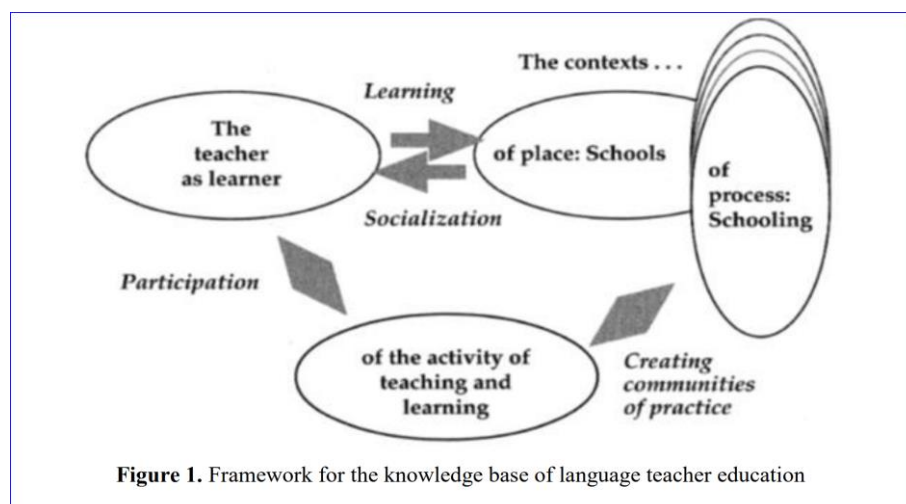 The contexts . . .
Learning
The
teacher
as learner
of place: Schools
of
process:
Schooling
Socialization
Participation
of the activity of
teaching and
learning
Creating
communities
of practice
Figure 1. Framework for the knowledge base of language teacher education